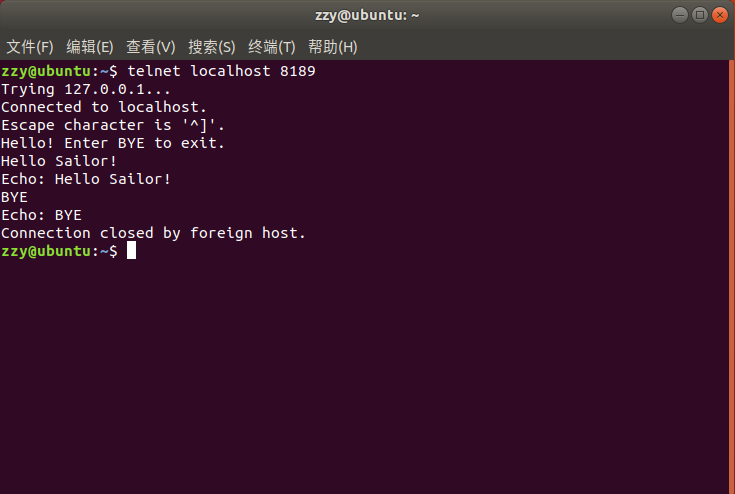 zzy@ubuntu: ~
文件(F) 编辑(E) 查看(V) 搜索(S) 终端(T) 帮助(H)
zzy@ubuntu:~$ telnet localhost 8189
Trying 127.0.0.1...
Connected to localhost.
Escape character is '^]'.
Hello! Enter BYE to exit.
Hello Sailor!
Echo: Hello Sailor!
BYE
Echo: BYE
Connection closed by foreign host.
zzy@ubuntu:~$